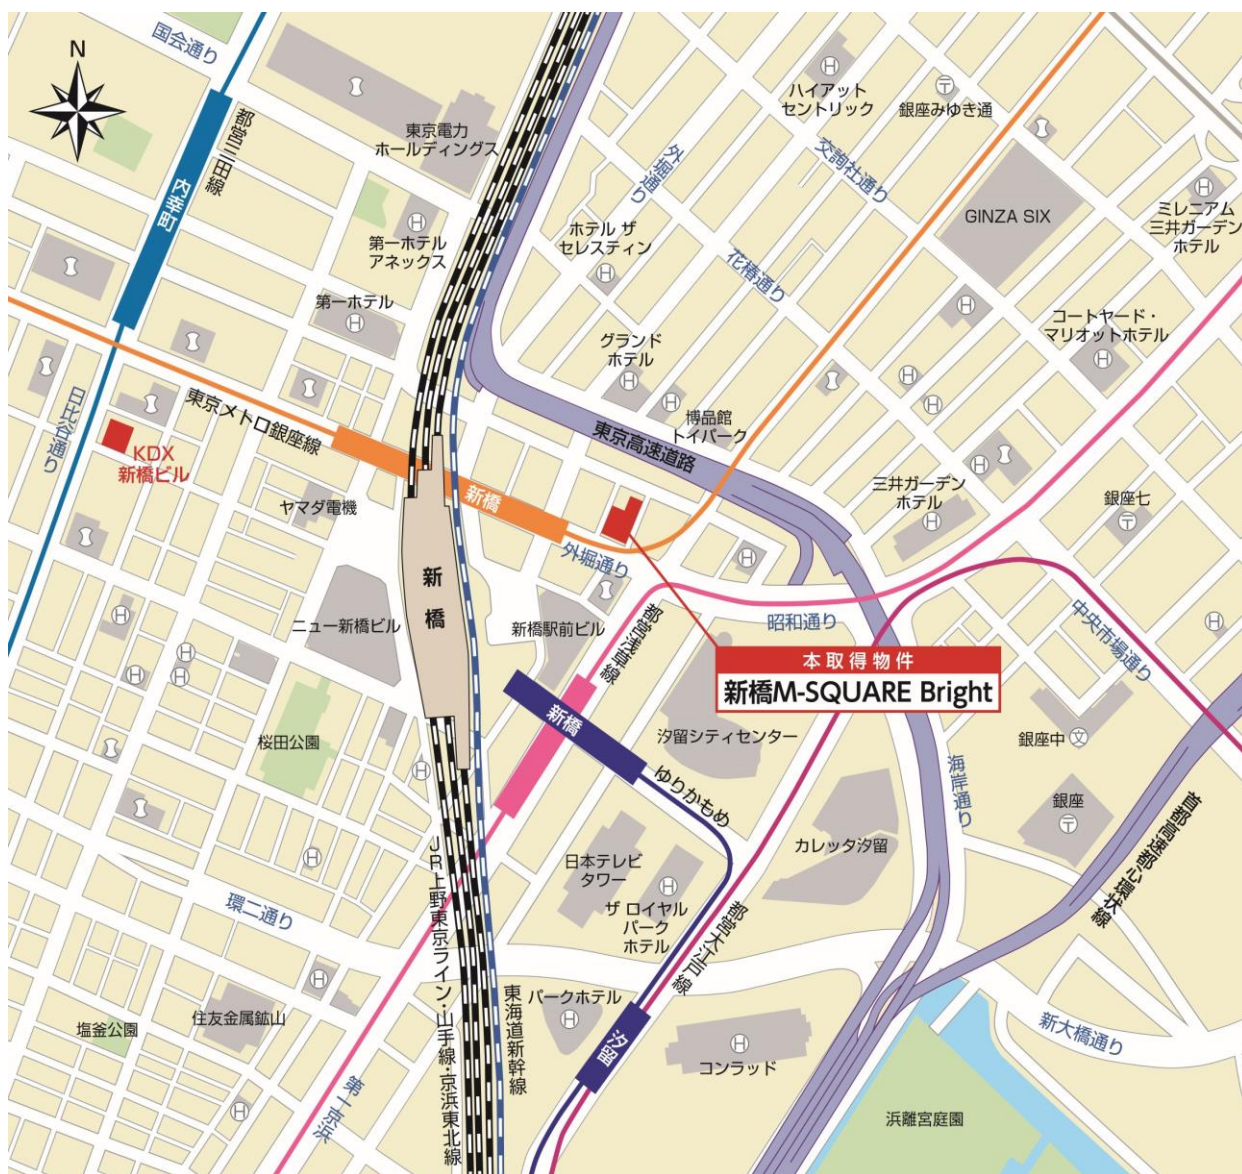 国会通り
N
都営三田線
内幸町
東京電力
ホールディングス
ハイアット
セントリック
銀座みゆき通
外堀通り
交詢社通り
GINZA SIX
ミレニアム
三井ガーデン
ホテル
第一ホテル
アネックス
ホテル ザ
セレスティン
花椿通り
第一ホテル
グランド
ホテル
コートヤード・
マリオットホテル
日比谷通り
東京メトロ銀座線
博品館
トイパーク
東京高速道路
KDX
新橋ビル
ヤマダ電機
新橋
三井ガーデン
ホテル
銀座七
外堀通り
新橋
ニュー新橋ビル
新橋駅前ビル
都営浅草線
昭和通り
中央市場通り
本取得物件
新橋M-SQUARE Bright
新橋
汐留シティセンター
銀座中
文
桜田公園
ゆりかもめ
海岸通り
銀座
首都高速都心環状線
カレッタ汐留
日本テレビ
タワー
ザ ロイヤル
パーク
ホテル
環二通り
都営大江戸線
JR上野東京ライン・山手線・京浜東北線
東海道新幹線
パークホテル
汐留
住友金属鉱山
塩釜公園
コンラッド
新大橋通り
第一京浜
浜離宮庭園